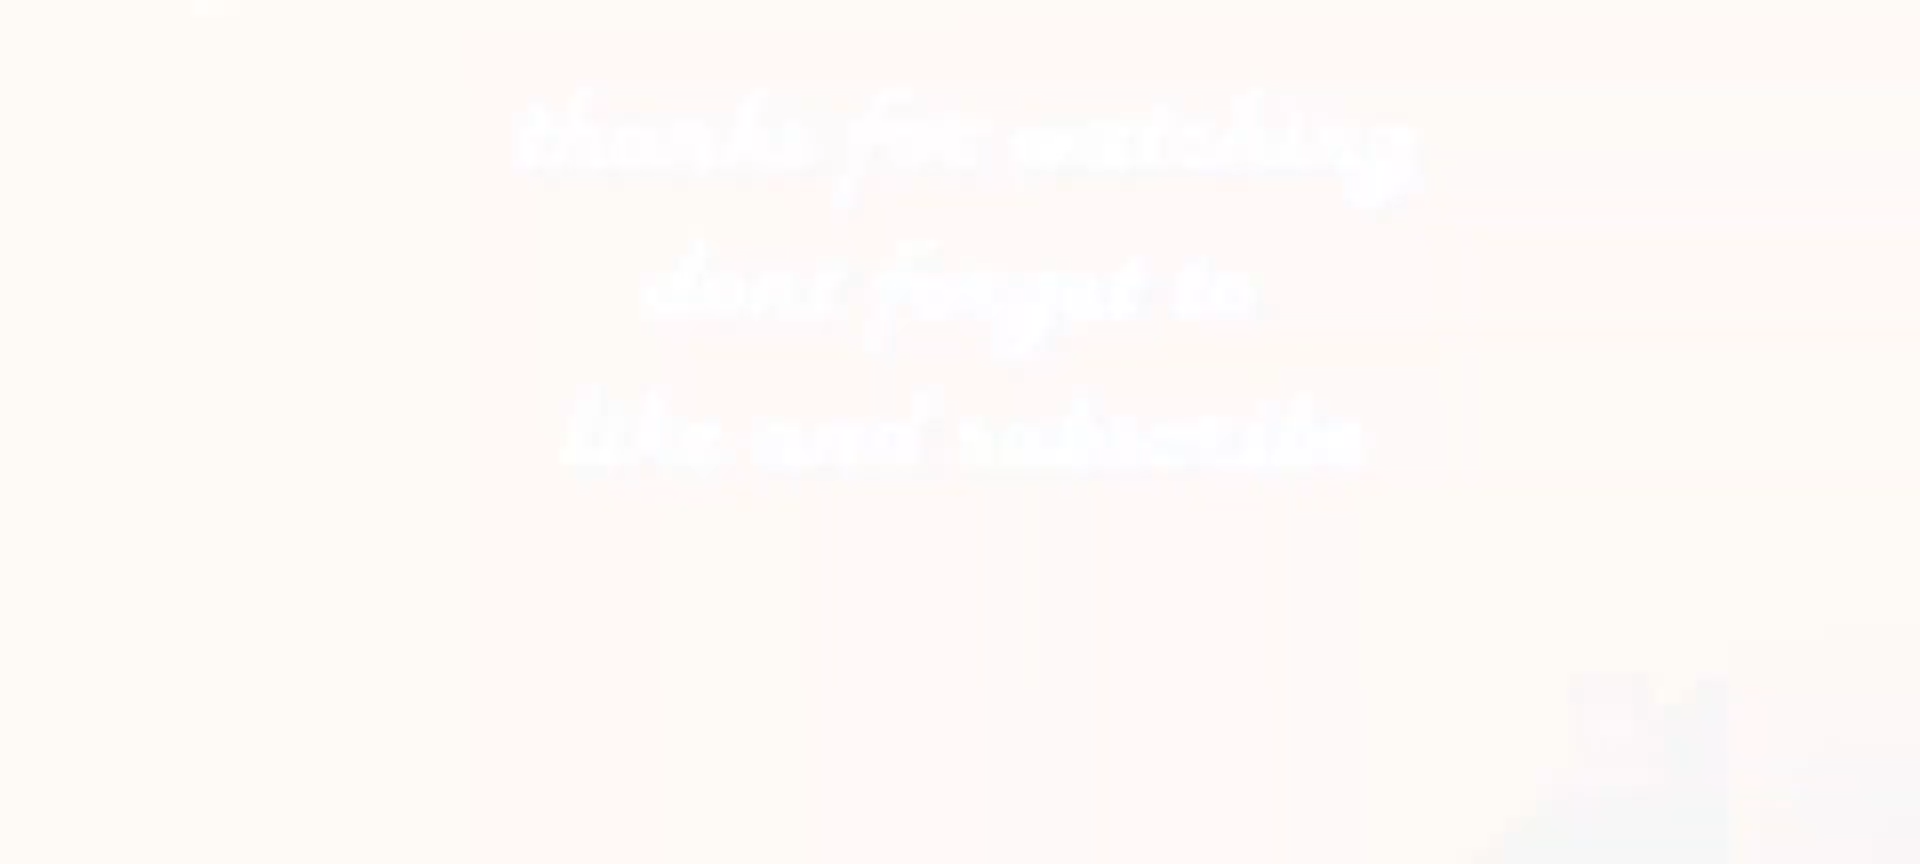 thanks for watching
dont forget to
like and subscribe